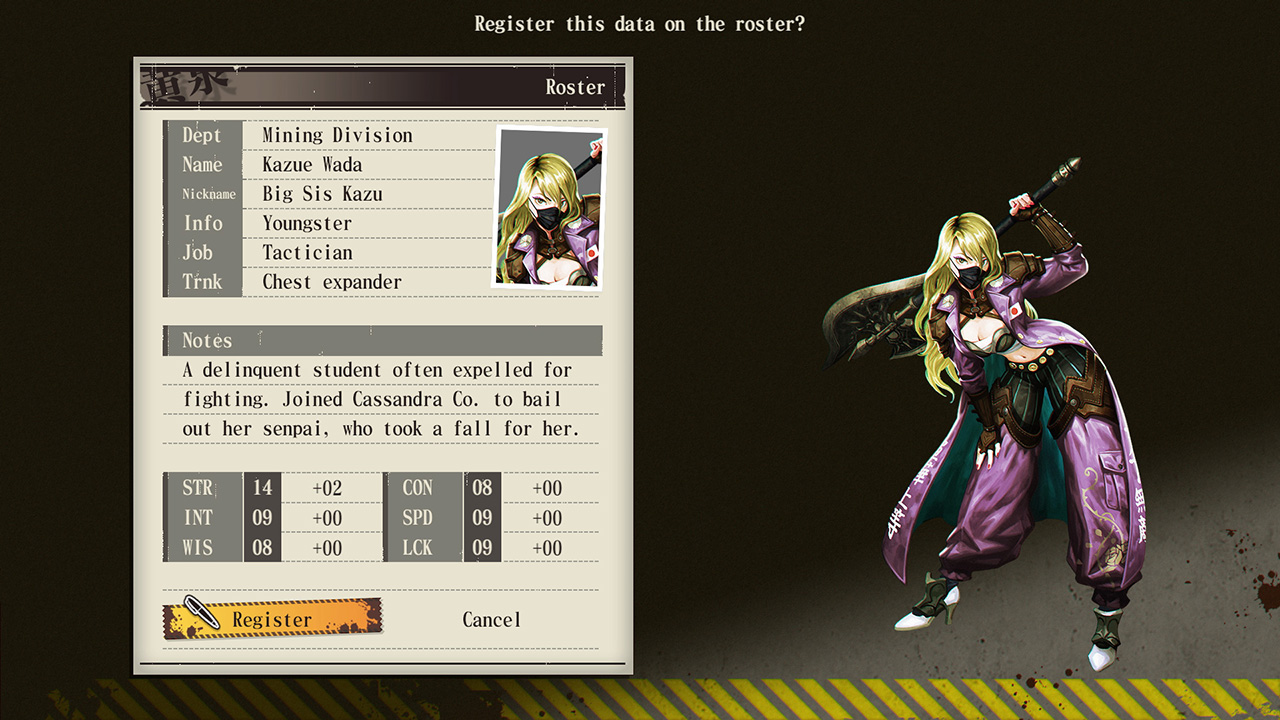 Register this data on the roster?
Roster
Dept Mining Division
Name Kazue Wada
Nickname Big Sis Kazu
Info Youngster
Job Tactician
Trnk Chest expander
Notes
A delinquent student often expelled for
fighting. Joined Cassandra Co. to bail
out her senpai, who took a fall for her.
STR 14 +02 CON 08 +00
INT 09 +00 SPD 09 +00
WIS 08 +00 LCK 09 +00
Register Cancel